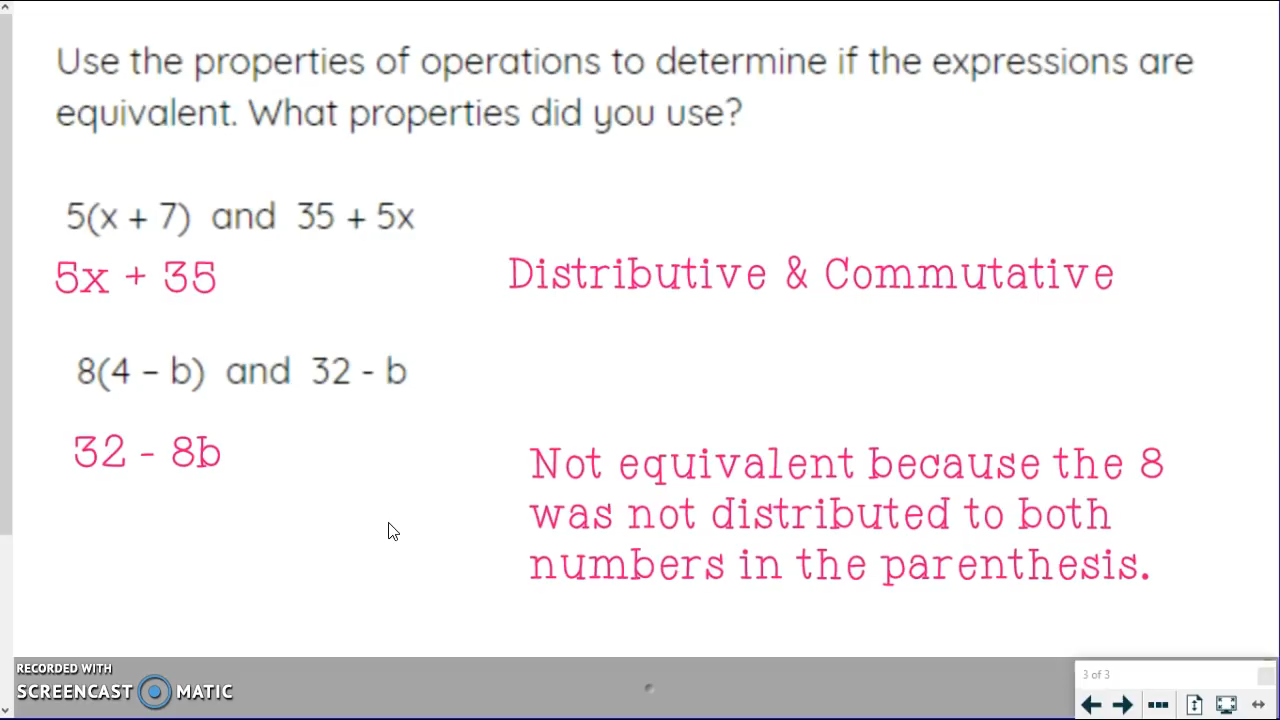 Use the properties of operations to determine if the expressions are
equivalent. What properties did you use?
5(x + 7) and 35 + 5x
5x + 35
Distributive & Commutative
8(4 – b) and 32 - b
32 - 8b
Not equivalent because the 8
was not distributed to both
numbers in the parenthesis.
RECORDED WITH
SCREENCAST MATIC
3 of 3